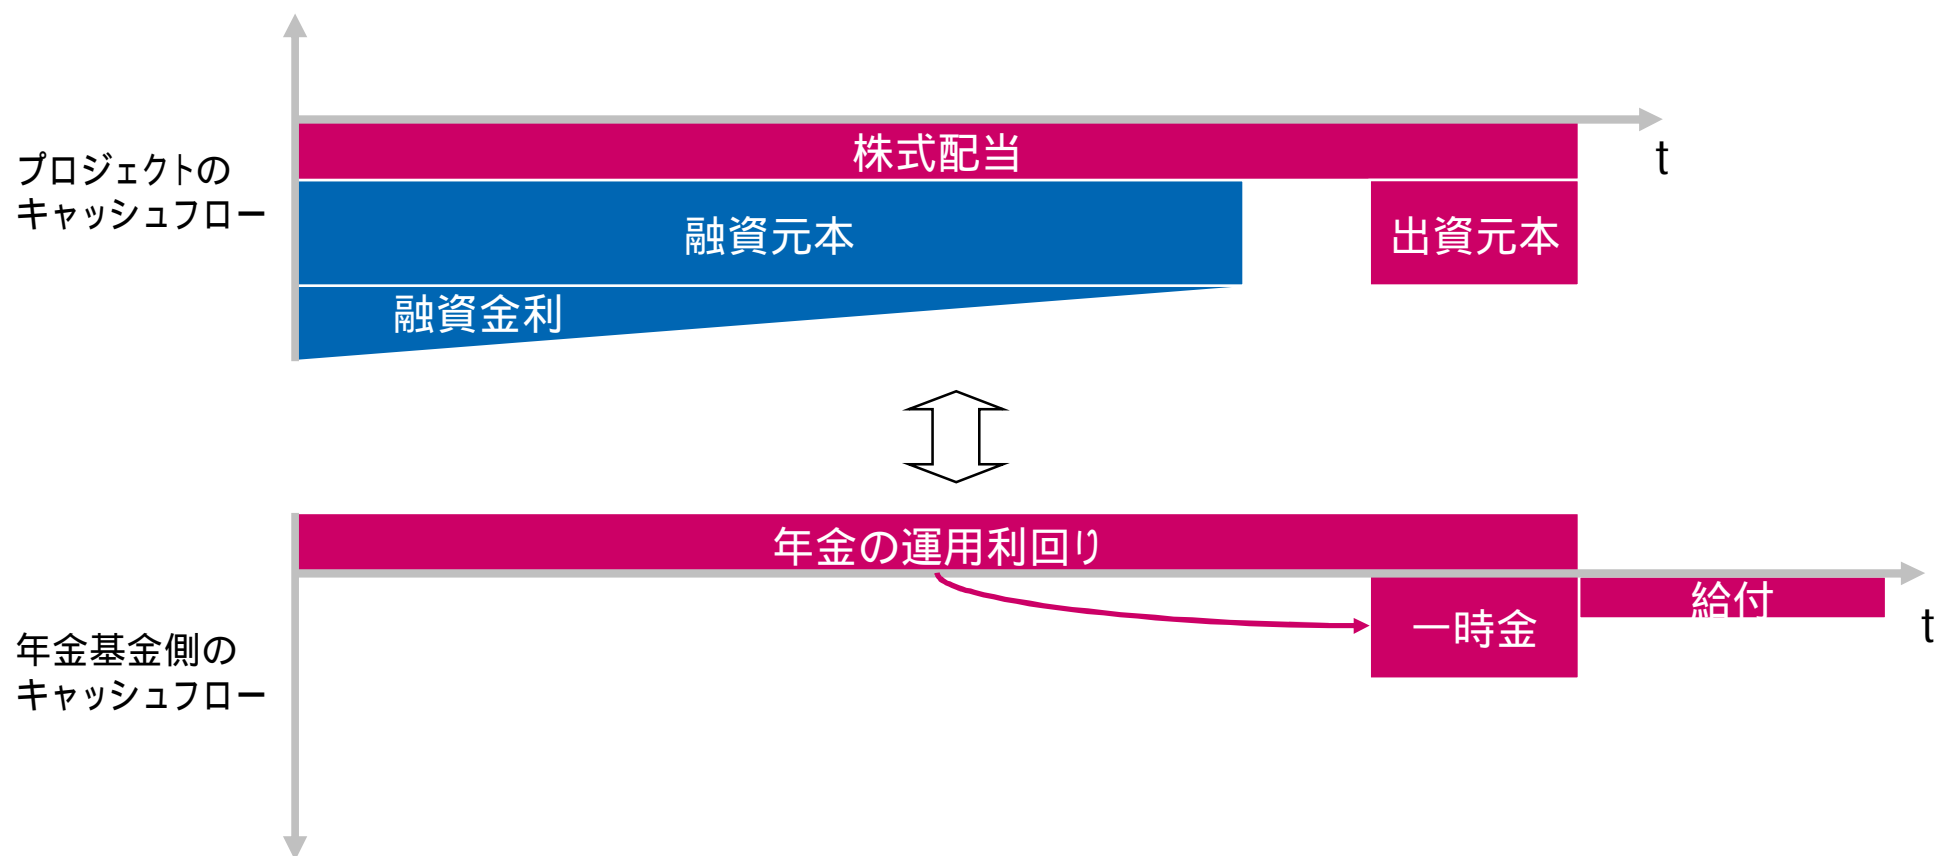 株式配当
t
プロジェクトの
キャッシュフロー
融資元本
出資元本
融資金利
年金の運用利回り
一時金
給付
t
年金基金側の
キャッシュフロー